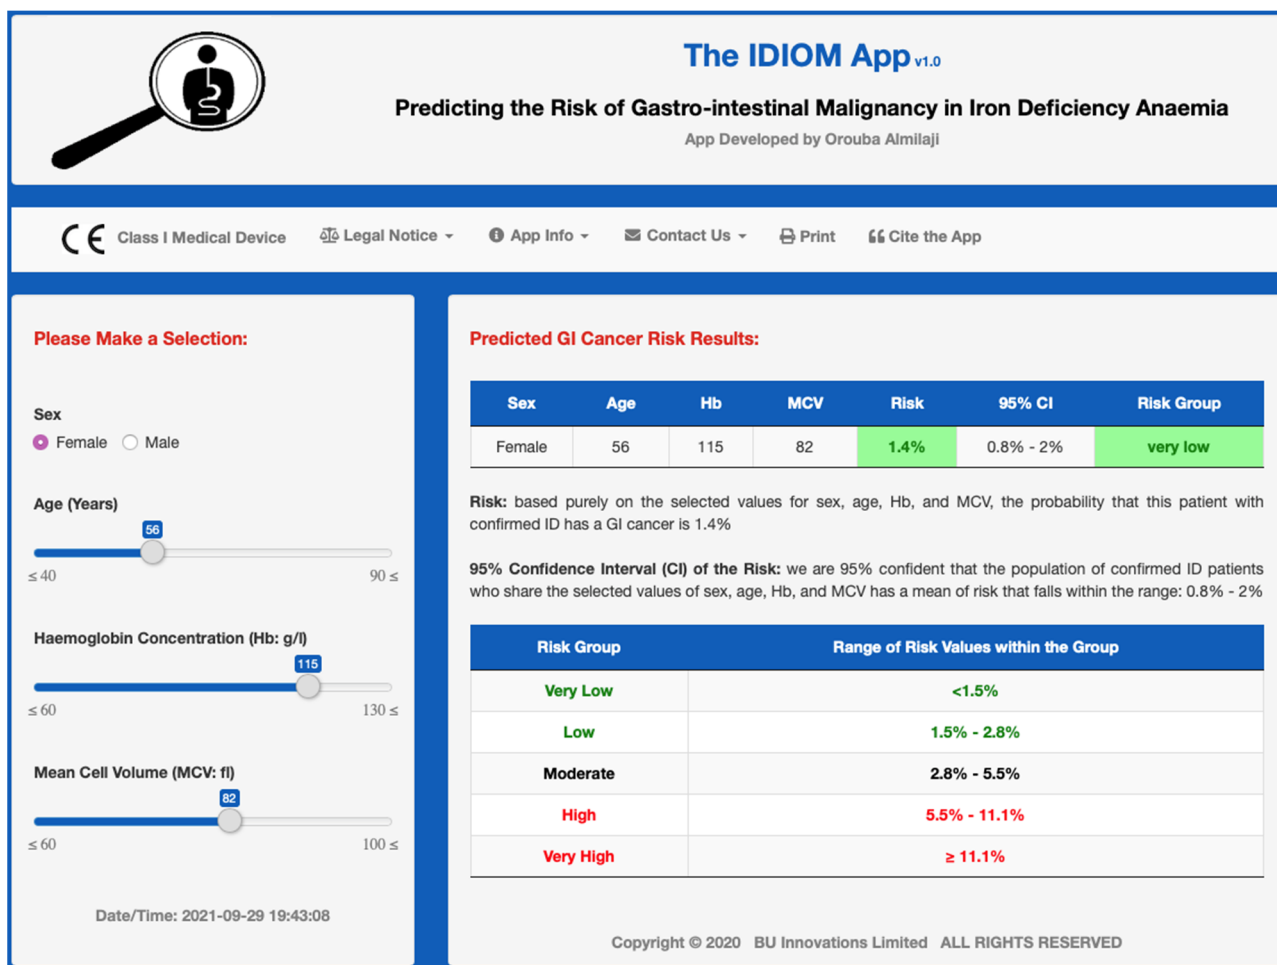 The IDIOM App v1.0
Predicting the Risk of Gastro-intestinal Malignancy in Iron Deficiency Anaemia
App Developed by Orouba Almilaji
CE Class I Medical Device Legal Notice App Info Contact Us Print Cite the App
Please Make a Selection:
Sex
Female Male
Age (Years)
56
≤ 40 90 ≤
Haemoglobin Concentration (Hb: g/l)
115
≤ 60 130 ≤
Mean Cell Volume (MCV: fl)
82
≤ 60 100 ≤
Date/Time: 2021-09-29 19:43:08
Predicted GI Cancer Risk Results:
Sex Age Hb MCV Risk 95% CI Risk Group
Female 56 115 82 1.4% 0.8% - 2% very low
Risk: based purely on the selected values for sex, age, Hb, and MCV, the probability that this patient with
confirmed ID has a GI cancer is 1.4%
95% Confidence Interval (CI) of the Risk: we are 95% confident that the population of confirmed ID patients
who share the selected values of sex, age, Hb, and MCV has a mean of risk that falls within the range: 0.8% - 2%
Risk Group Range of Risk Values within the Group
Very Low <1.5%
Low 1.5% - 2.8%
Moderate 2.8% - 5.5%
High 5.5% - 11.1%
Very High ≥ 11.1%
Copyright © 2020 BU Innovations Limited ALL RIGHTS RESERVED